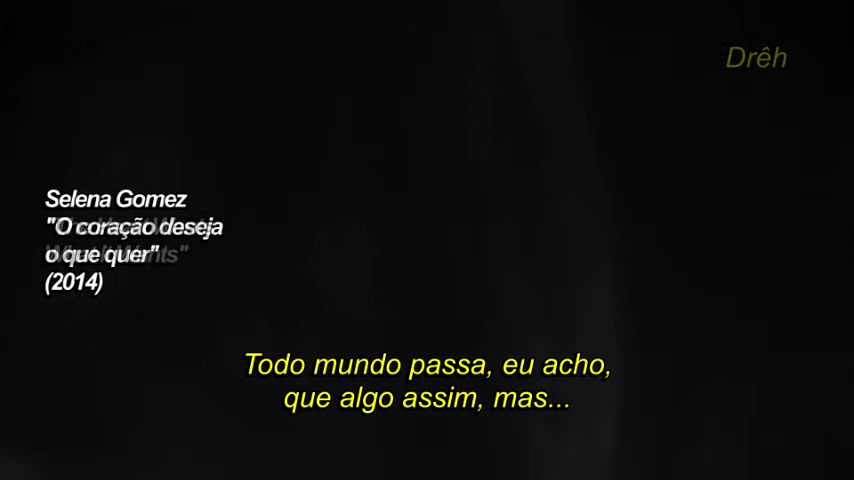 Drêh
Selena Gomez
"O coração deseja
o que quer"
(2014)
Todo mundo passa, eu acho,
que algo assim, mas...